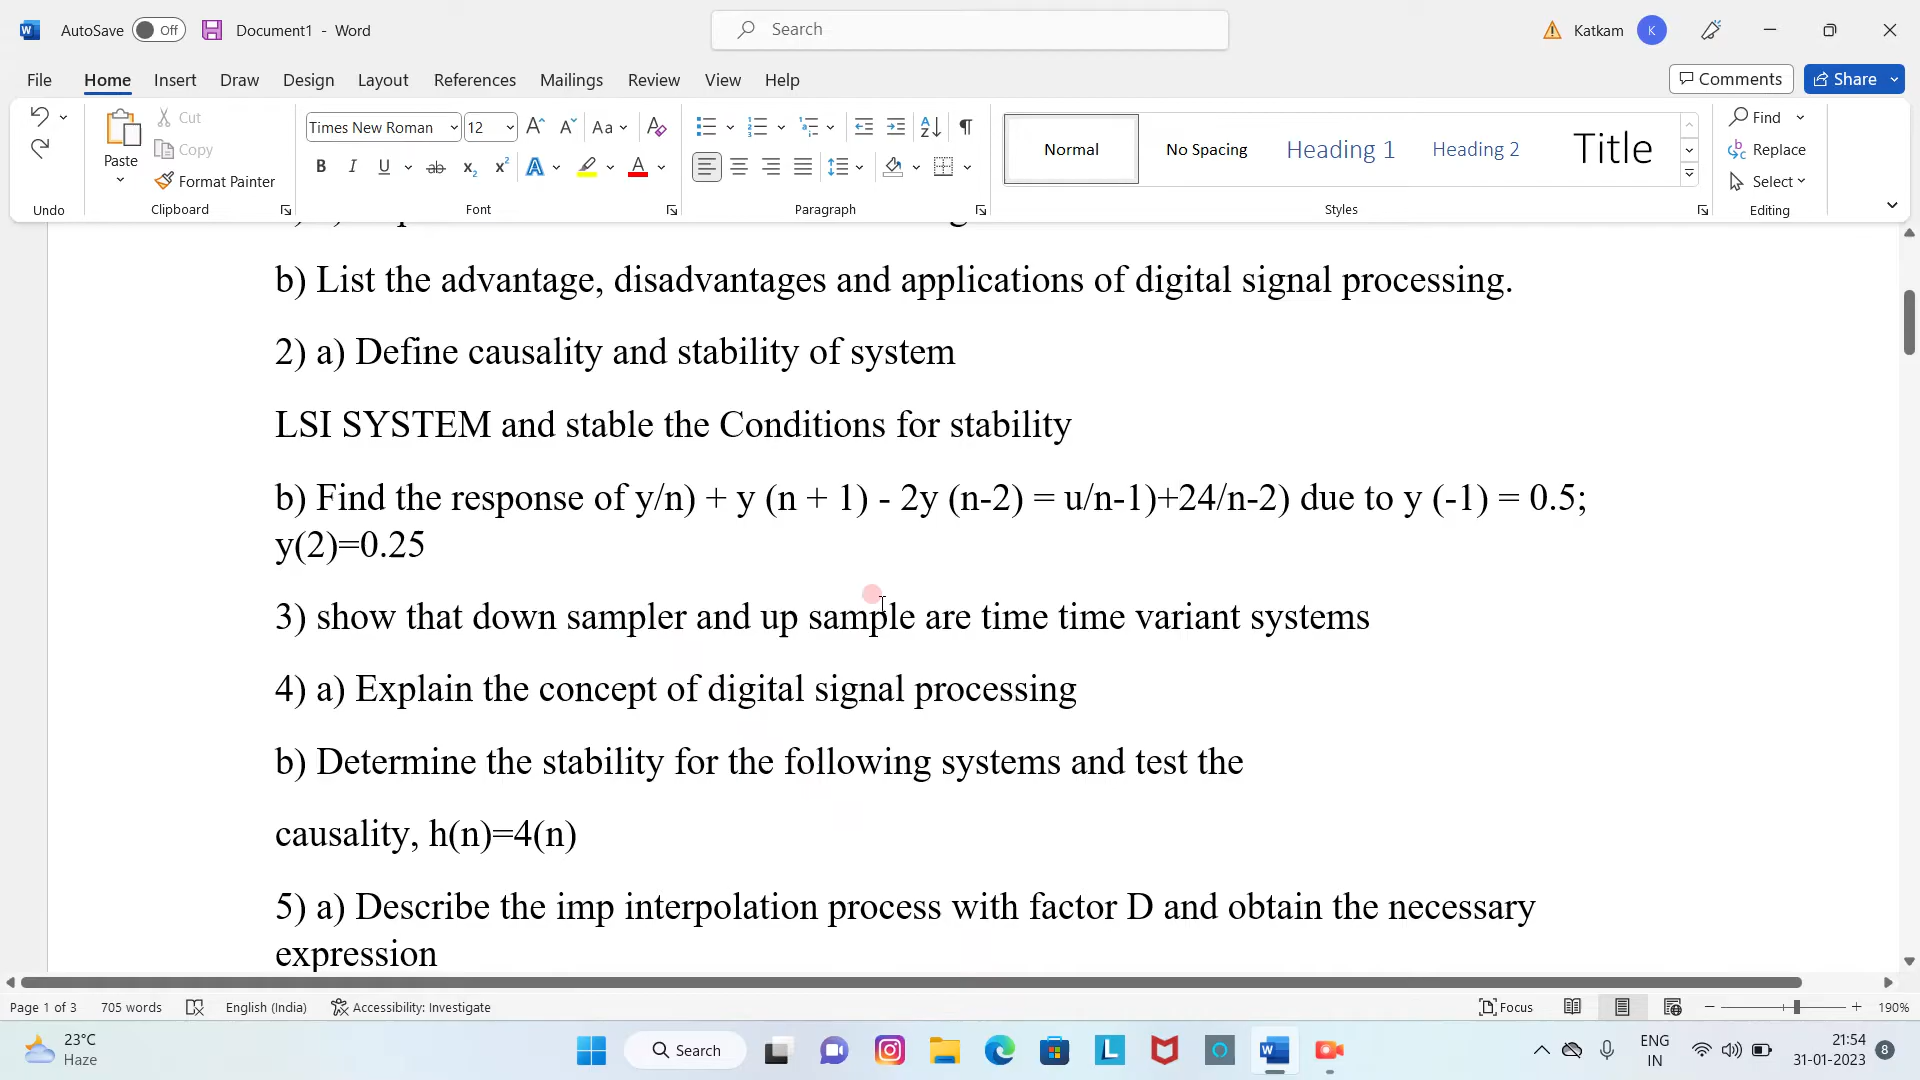 AutoSave Off Document1 - Word Search Katkam K
File Home Insert Draw Design Layout References Mailings Review View Help Comments Share
Paste Cut Copy Format Painter
Times New Roman 12 Aa
B I U ab x2 x2 A A
Normal No Spacing Heading 1 Heading 2 Title
Find Replace Select
Undo Clipboard Font Paragraph Styles Editing
b) List the advantage, disadvantages and applications of digital signal processing.
2) a) Define causality and stability of system
LSI SYSTEM and stable the Conditions for stability
b) Find the response of y/n) + y (n + 1) - 2y (n-2) = u/n-1)+24/n-2) due to y (-1) = 0.5;
y(2)=0.25
3) show that down sampler and up sample are time time variant systems
4) a) Explain the concept of digital signal processing
b) Determine the stability for the following systems and test the
causality, h(n)=4(n)
5) a) Describe the imp interpolation process with factor D and obtain the necessary
expression
Page 1 of 3 705 words English (India) Accessibility: Investigate Focus 190%
23°C
Haze
Search
ENG
IN
21:54
31-01-2023
8